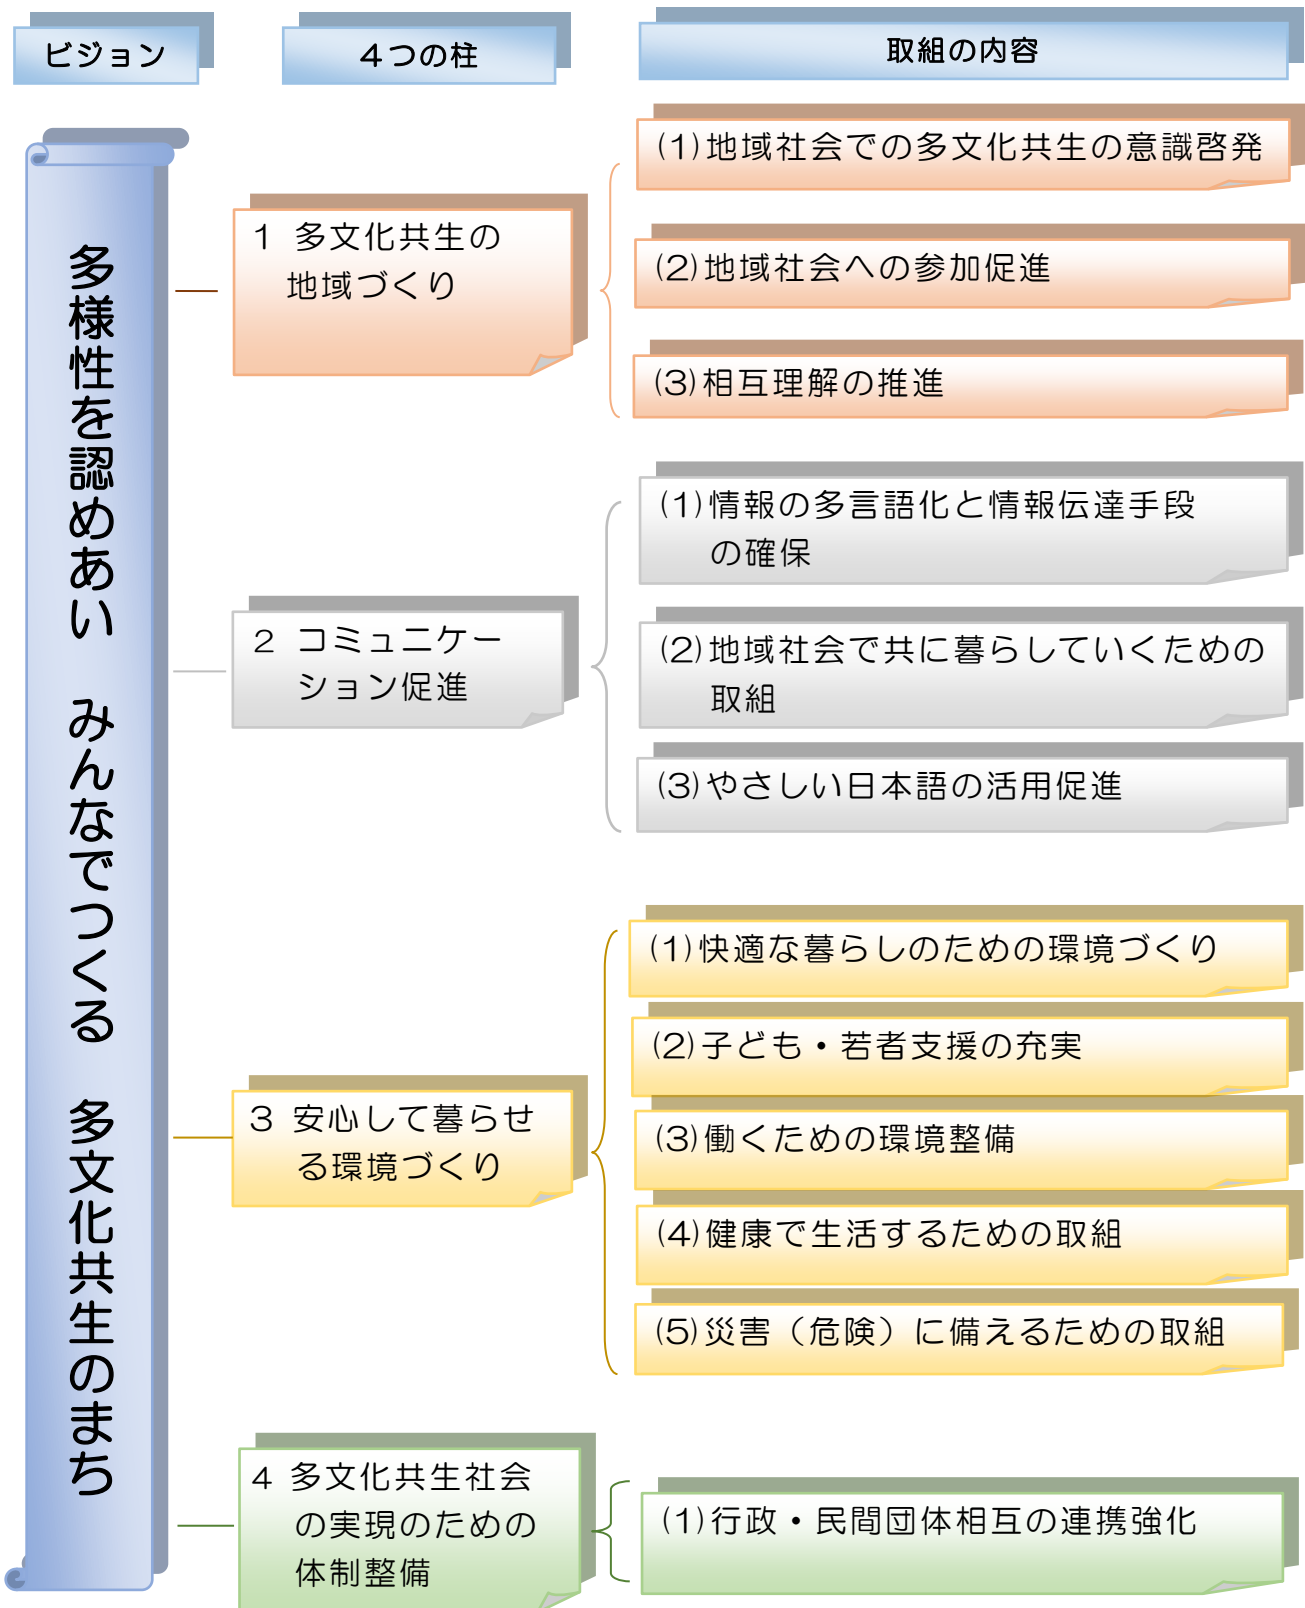 ビジョン
4つの柱
取組の内容
多様性を認めあい　みんなでつくる　多文化共生のまち
1 多文化共生の
地域づくり
(1)地域社会での多文化共生の意識啓発
(2)地域社会への参加促進
(3)相互理解の推進
2 コミュニケー
ション促進
(1)情報の多言語化と情報伝達手段
の確保
(2)地域社会で共に暮らしていくための
取組
(3)やさしい日本語の活用促進
3 安心して暮らせ
る環境づくり
(1)快適な暮らしのための環境づくり
(2)子ども・若者支援の充実
(3)働くための環境整備
(4)健康で生活するための取組
(5)災害（危険）に備えるための取組
4 多文化共生社会
の実現のための
体制整備
(1)行政・民間団体相互の連携強化